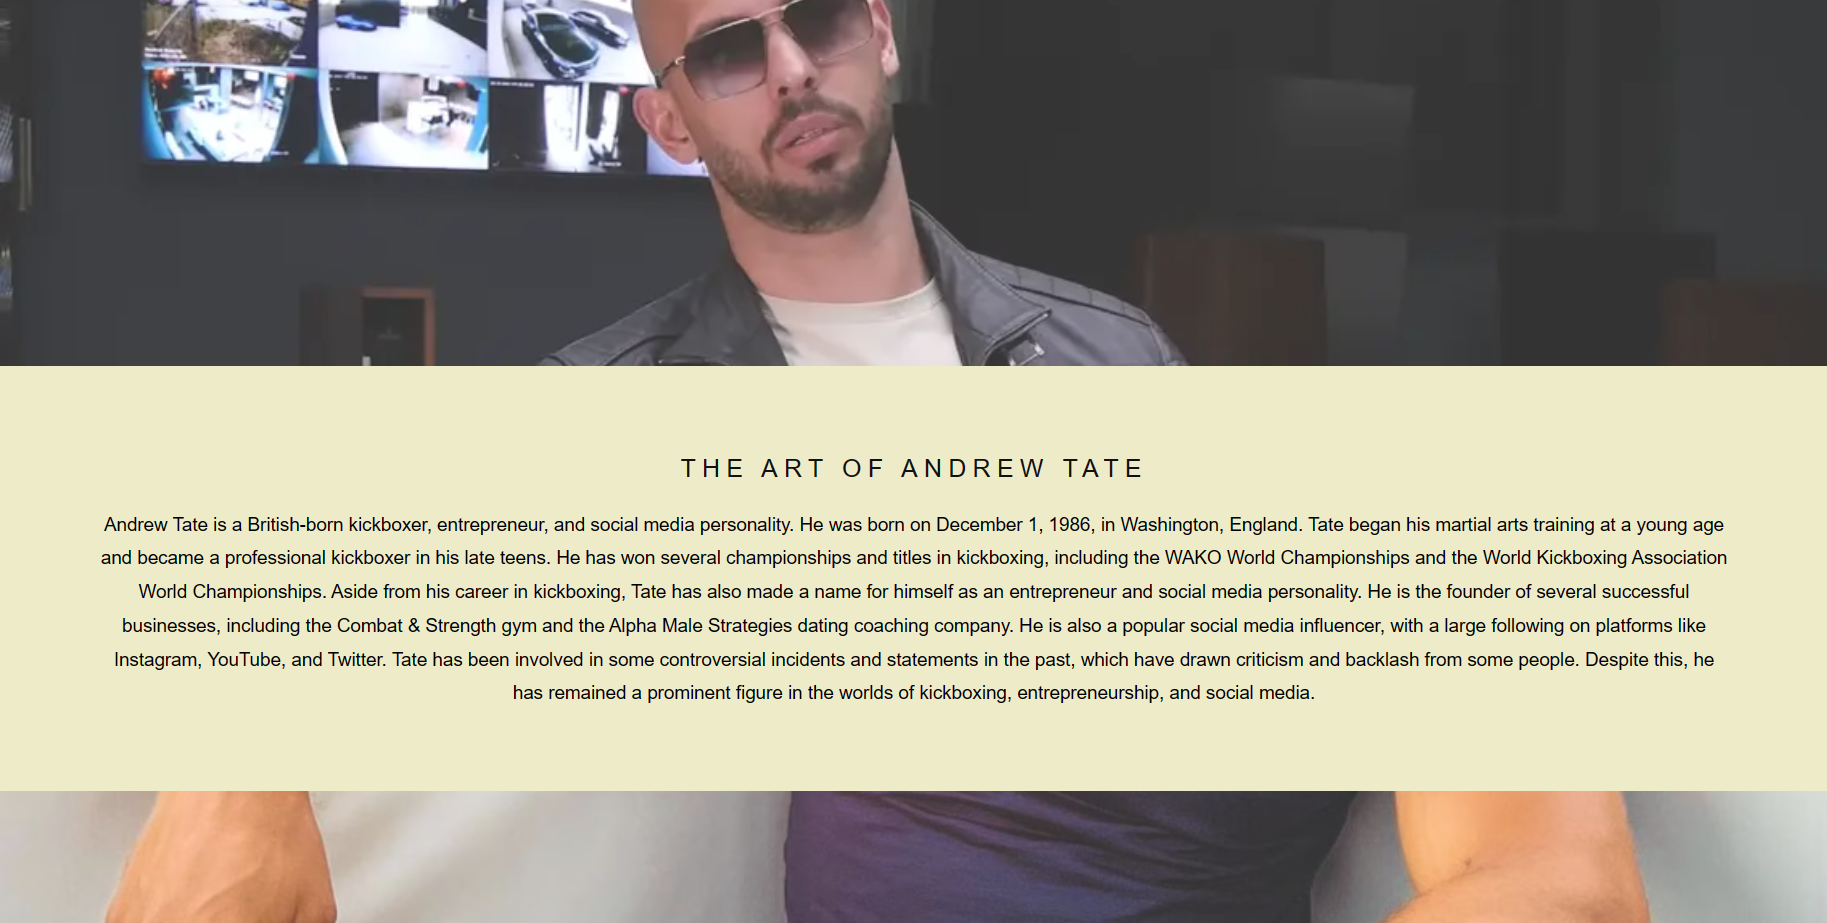 THE ART OF ANDREW TATE
Andrew Tate is a British-born kickboxer, entrepreneur, and social media personality. He was born on December 1, 1986, in Washington, England. Tate began his martial arts training at a young age
and became a professional kickboxer in his late teens. He has won several championships and titles in kickboxing, including the WAKO World Championships and the World Kickboxing Association
World Championships. Aside from his career in kickboxing, Tate has also made a name for himself as an entrepreneur and social media personality. He is the founder of several successful
businesses, including the Combat & Strength gym and the Alpha Male Strategies dating coaching company. He is also a popular social media influencer, with a large following on platforms like
Instagram, YouTube, and Twitter. Tate has been involved in some controversial incidents and statements in the past, which have drawn criticism and backlash from some people. Despite this, he
has remained a prominent figure in the worlds of kickboxing, entrepreneurship, and social media.